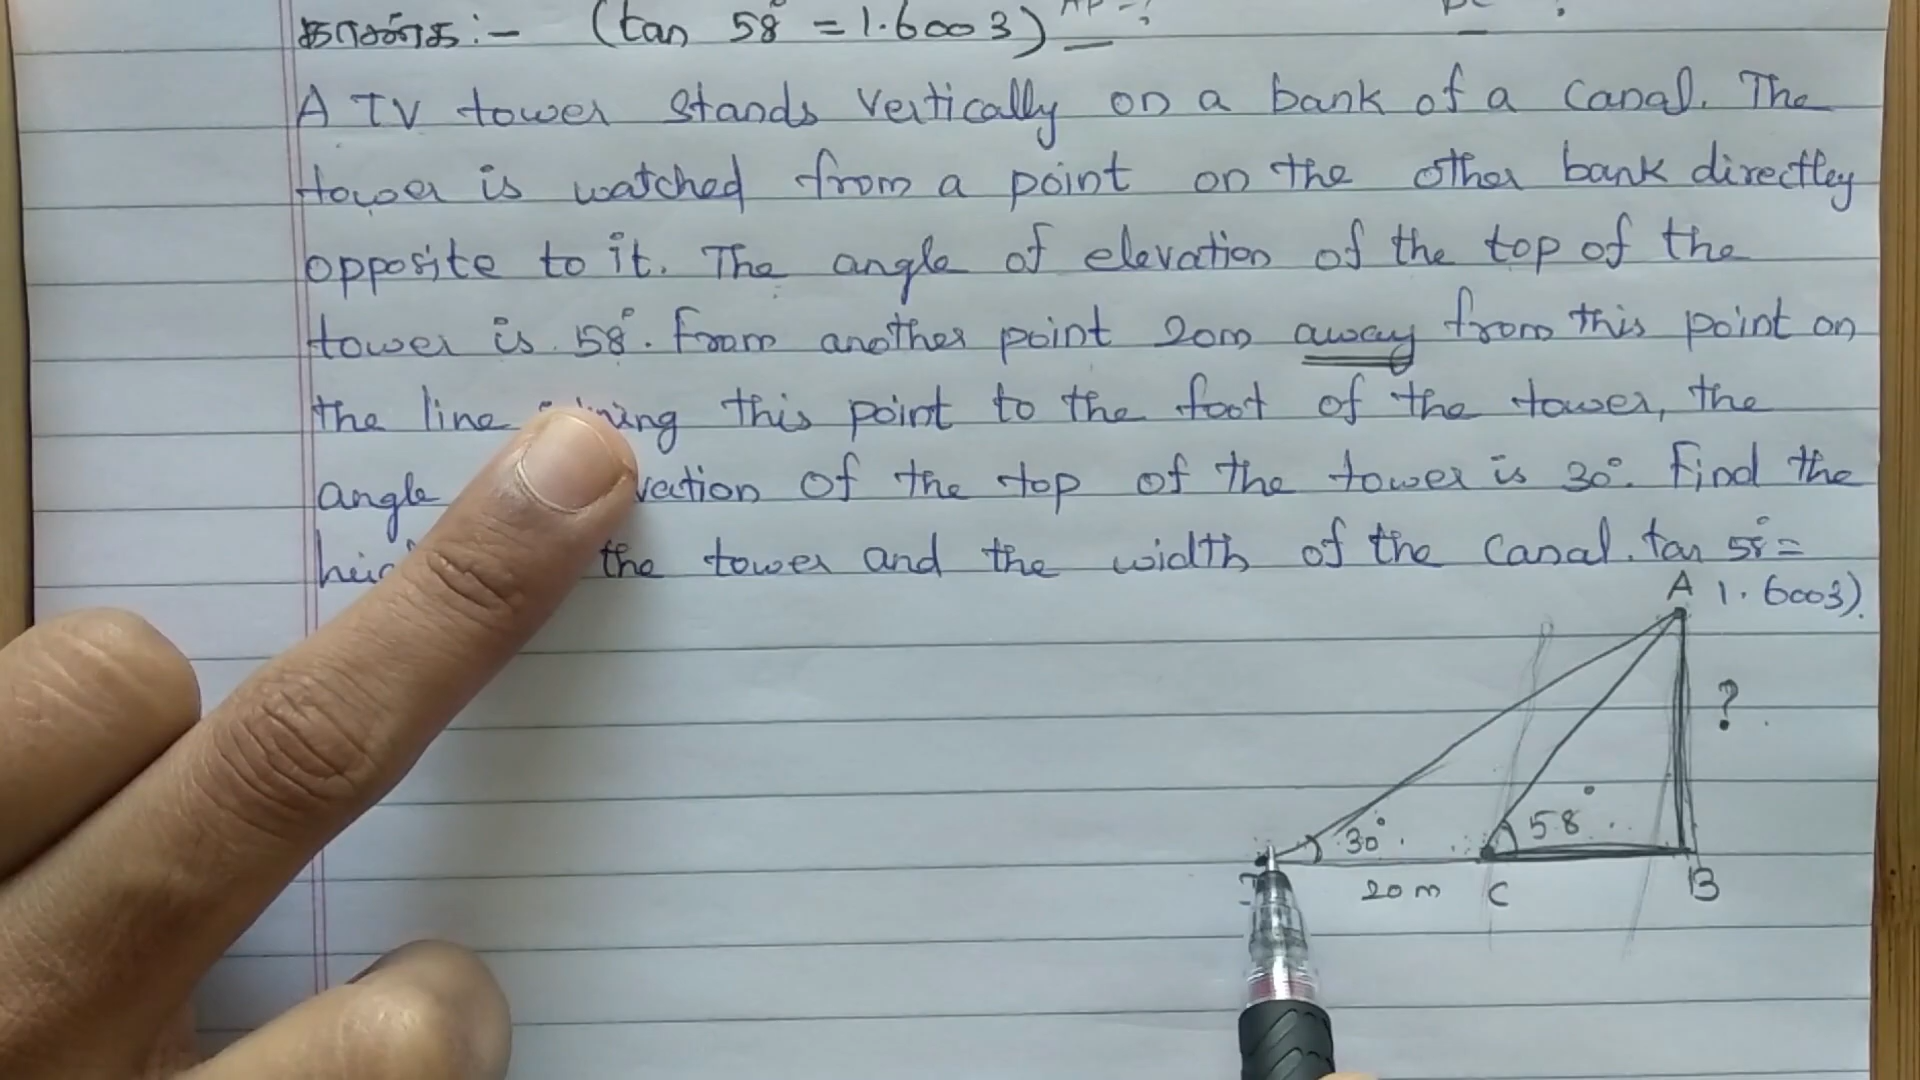 காண்க:- (tan 58° = 1.6003) AB = ?
A TV tower stands vertically on a bank of a canal. The
tower is watched from a point on the other bank directley
opposite to it. The angle of elevation of the top of the
tower is 58°. From another point 20m away from this point on
the line this point to the foot of the tower, the
angle of the top of the tower is 30°. Find the
the tower and the width of the canal. tan 58° =
A 1.6003).
?
30° 58°
20 m C B